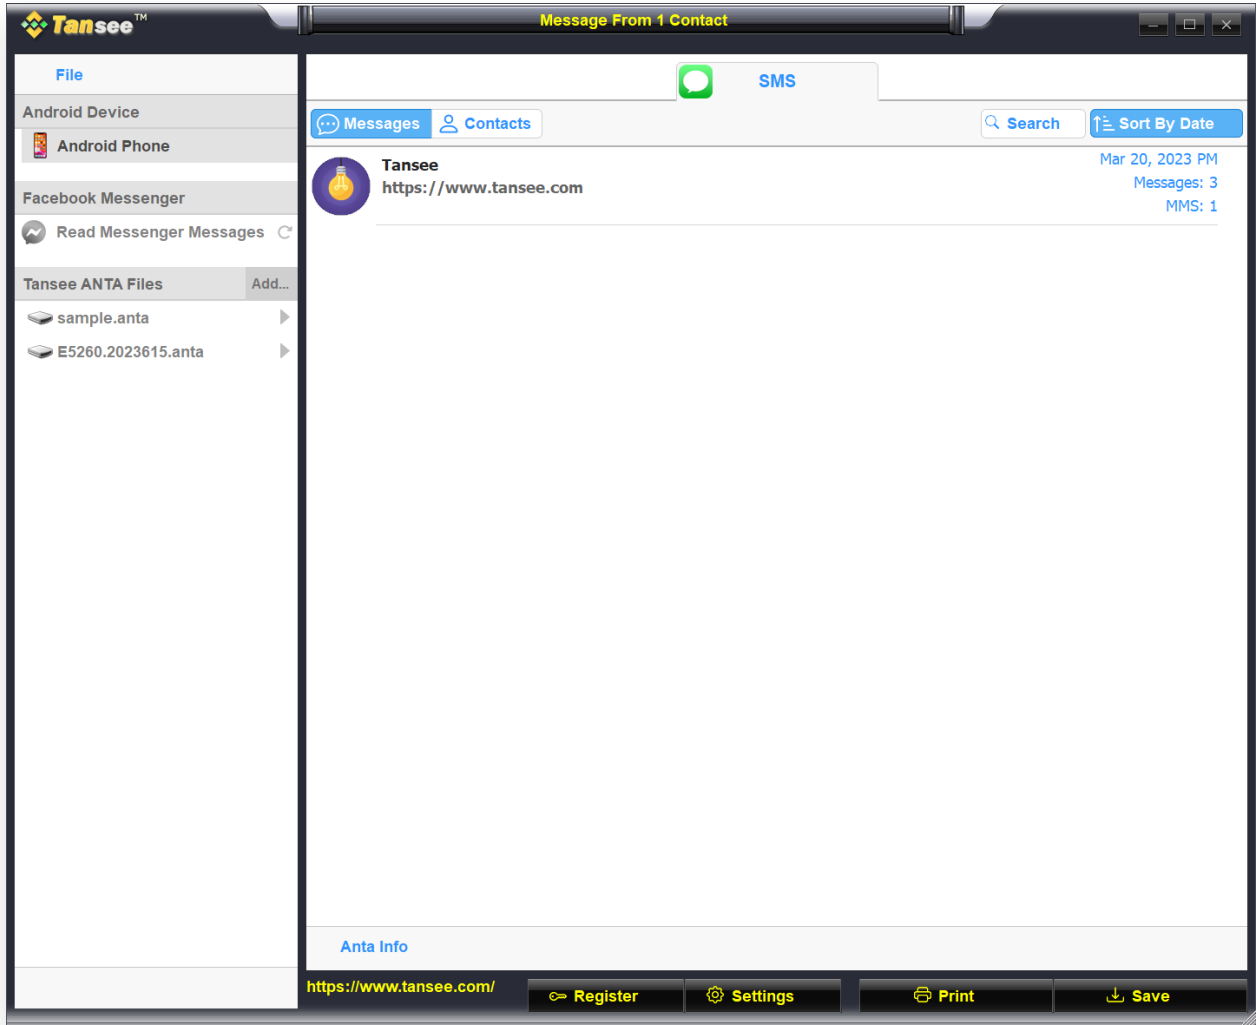 Tansee™
Message From 1 Contact
File
Android Device
Android Phone
Facebook Messenger
Read Messenger Messages
Tansee ANTA Files Add...
sample.anta
E5260.2023615.anta
SMS
Messages Contacts Search Sort By Date
Tansee
https://www.tansee.com
Mar 20, 2023 PM
Messages: 3
MMS: 1
Anta Info
https://www.tansee.com/ Register Settings Print Save